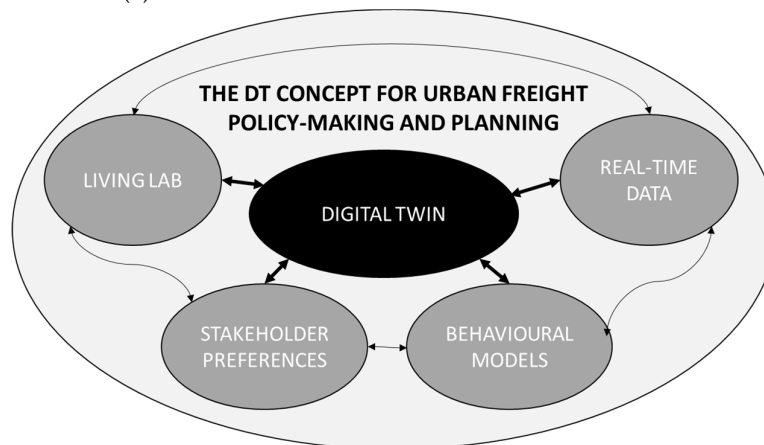 THE DT CONCEPT FOR URBAN FREIGHT
POLICY-MAKING AND PLANNING
LIVING LAB
REAL-TIME
DATA
DIGITAL TWIN
STAKEHOLDER
PREFERENCES
BEHAVIOURAL
MODELS